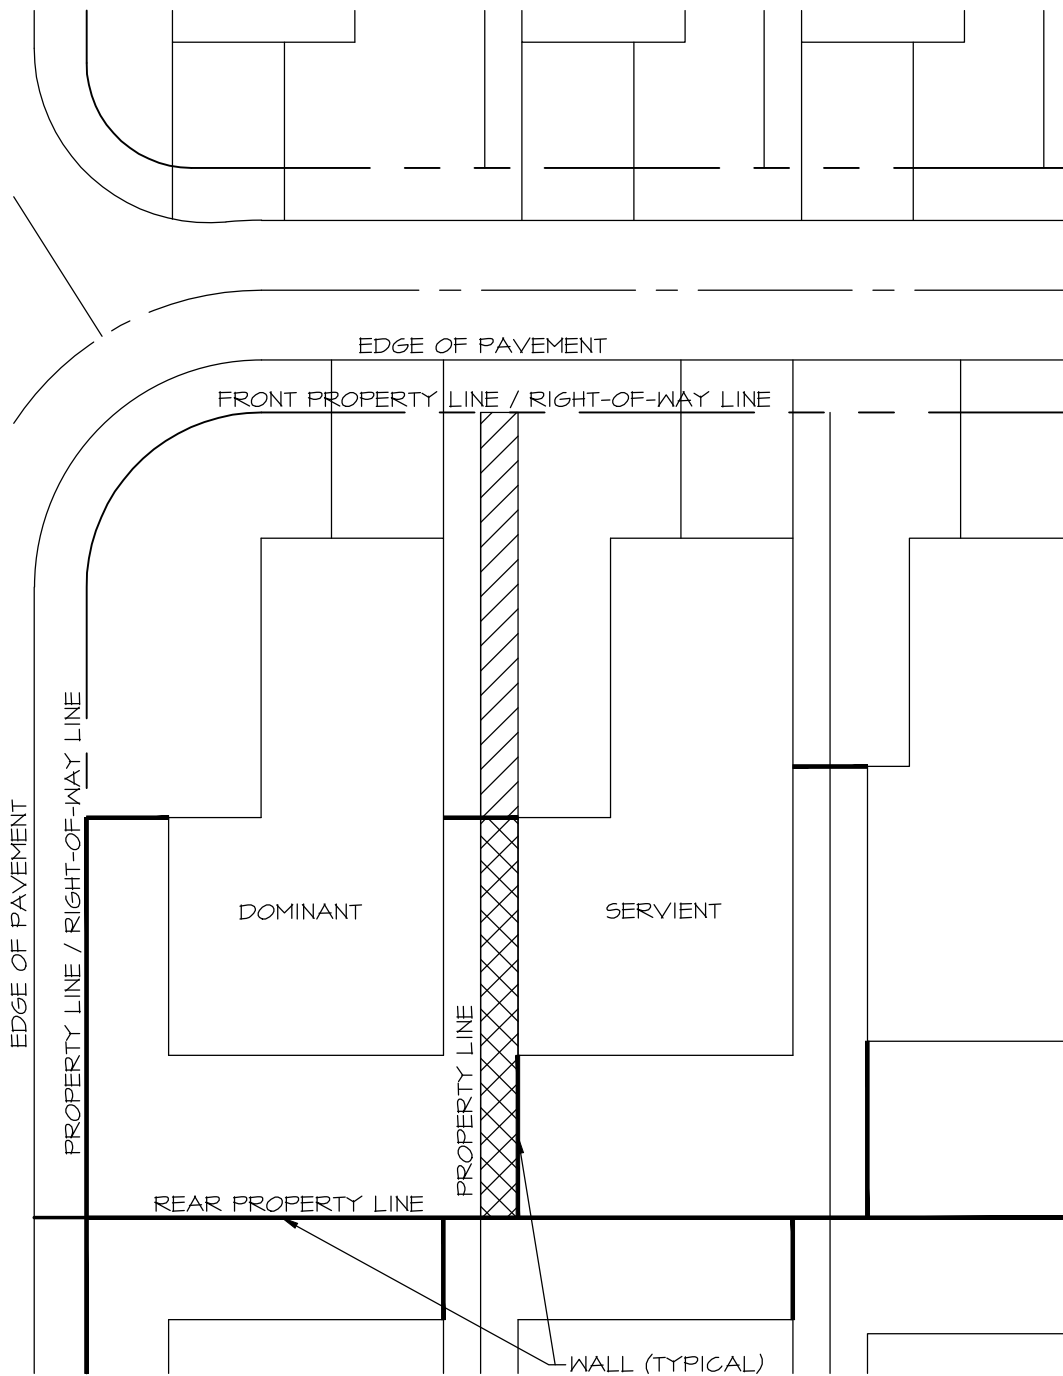 EDGE OF PAVEMENT
FRONT PROPERTY LINE / RIGHT-OF-WAY LINE
PROPERTY LINE / RIGHT-OF-WAY LINE
EDGE OF PAVEMENT
DOMINANT
SERVIENT
PROPERTY LINE
REAR PROPERTY LINE
WALL (TYPICAL)